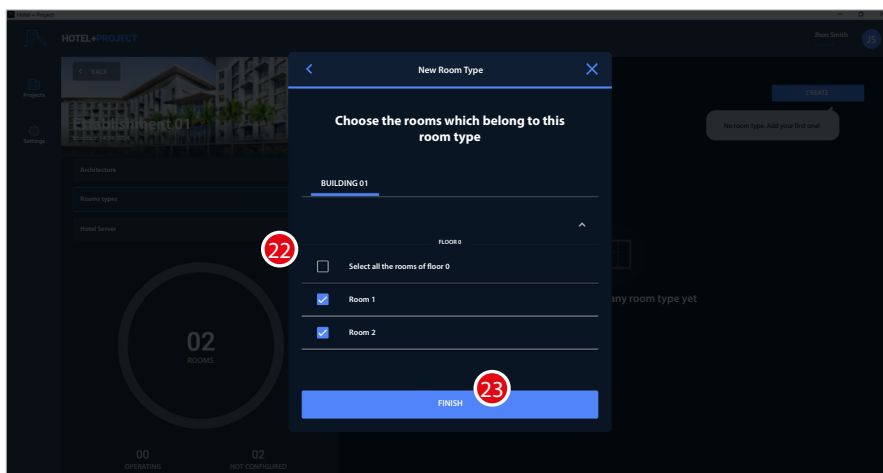 Hotel + Project
HOTEL+PROJECT
Jhon Smith
JS
Projects
Settings
BACK
Establishment 01
Architecture
Rooms types
Hotel Server
02
ROOMS
00
OPERATING
02
NOT CONFIGURED
New Room Type
Choose the rooms which belong to this
room type
BUILDING 01
FLOOR 0
22
Select all the rooms of floor 0
Room 1
Room 2
23
FINISH
CREATE
No room type. Add your first one!
any room type yet